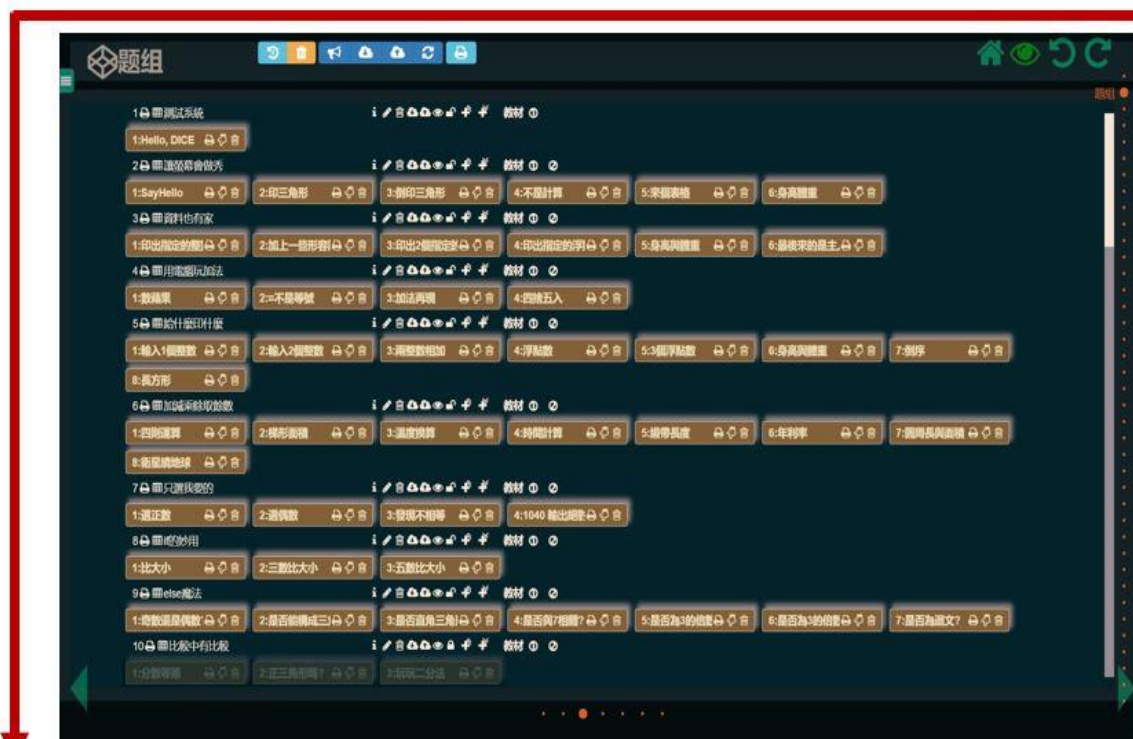 题组
题组
1 測試系統 教材
1:Hello, DICE
2 讓螢幕會做秀 教材
1:SayHello 2:印三角形 3:倒印三角形 4:不是計算 5:來個表格 6:身高體重
3 資料也有家 教材
1:印出指定的整 2:加上一些形容 3:印出2個指定 4:印出指定的浮 5:身高與體重 6:最後來的是主,
4 用電腦玩加法 教材
1:數蘋果 2:=不是等號 3:加法再現 4:四捨五入
5 給什麼印什麼 教材
1:輸入1個整數 2:輸入2個整數 3:兩整數相加 4:浮點數 5:3個浮點數 6:身高與體重 7:倒序
8:長方形
6 加減乘除取餘數 教材
1:四則運算 2:梯形面積 3:溫度換算 4:時間計算 5:緞帶長度 6:年利率 7:圓周長與面積
8:衛星繞地球
7 只選我要的 教材
1:選正數 2:選偶數 3:發現不相等 4:1040 輸出絕對
8 if的妙用 教材
1:比大小 2:三數比大小 3:五數比大小
9 else魔法 教材
1:奇數還是偶數 2:是否能構成三 3:是否直角三角 4:是否與7相關? 5:是否為3的倍數 6:是否為3的倍數 7:是否為迴文?
10 比較中有比較 教材
1:分數等第 2:正三角形嗎? 3:玩玩二分法